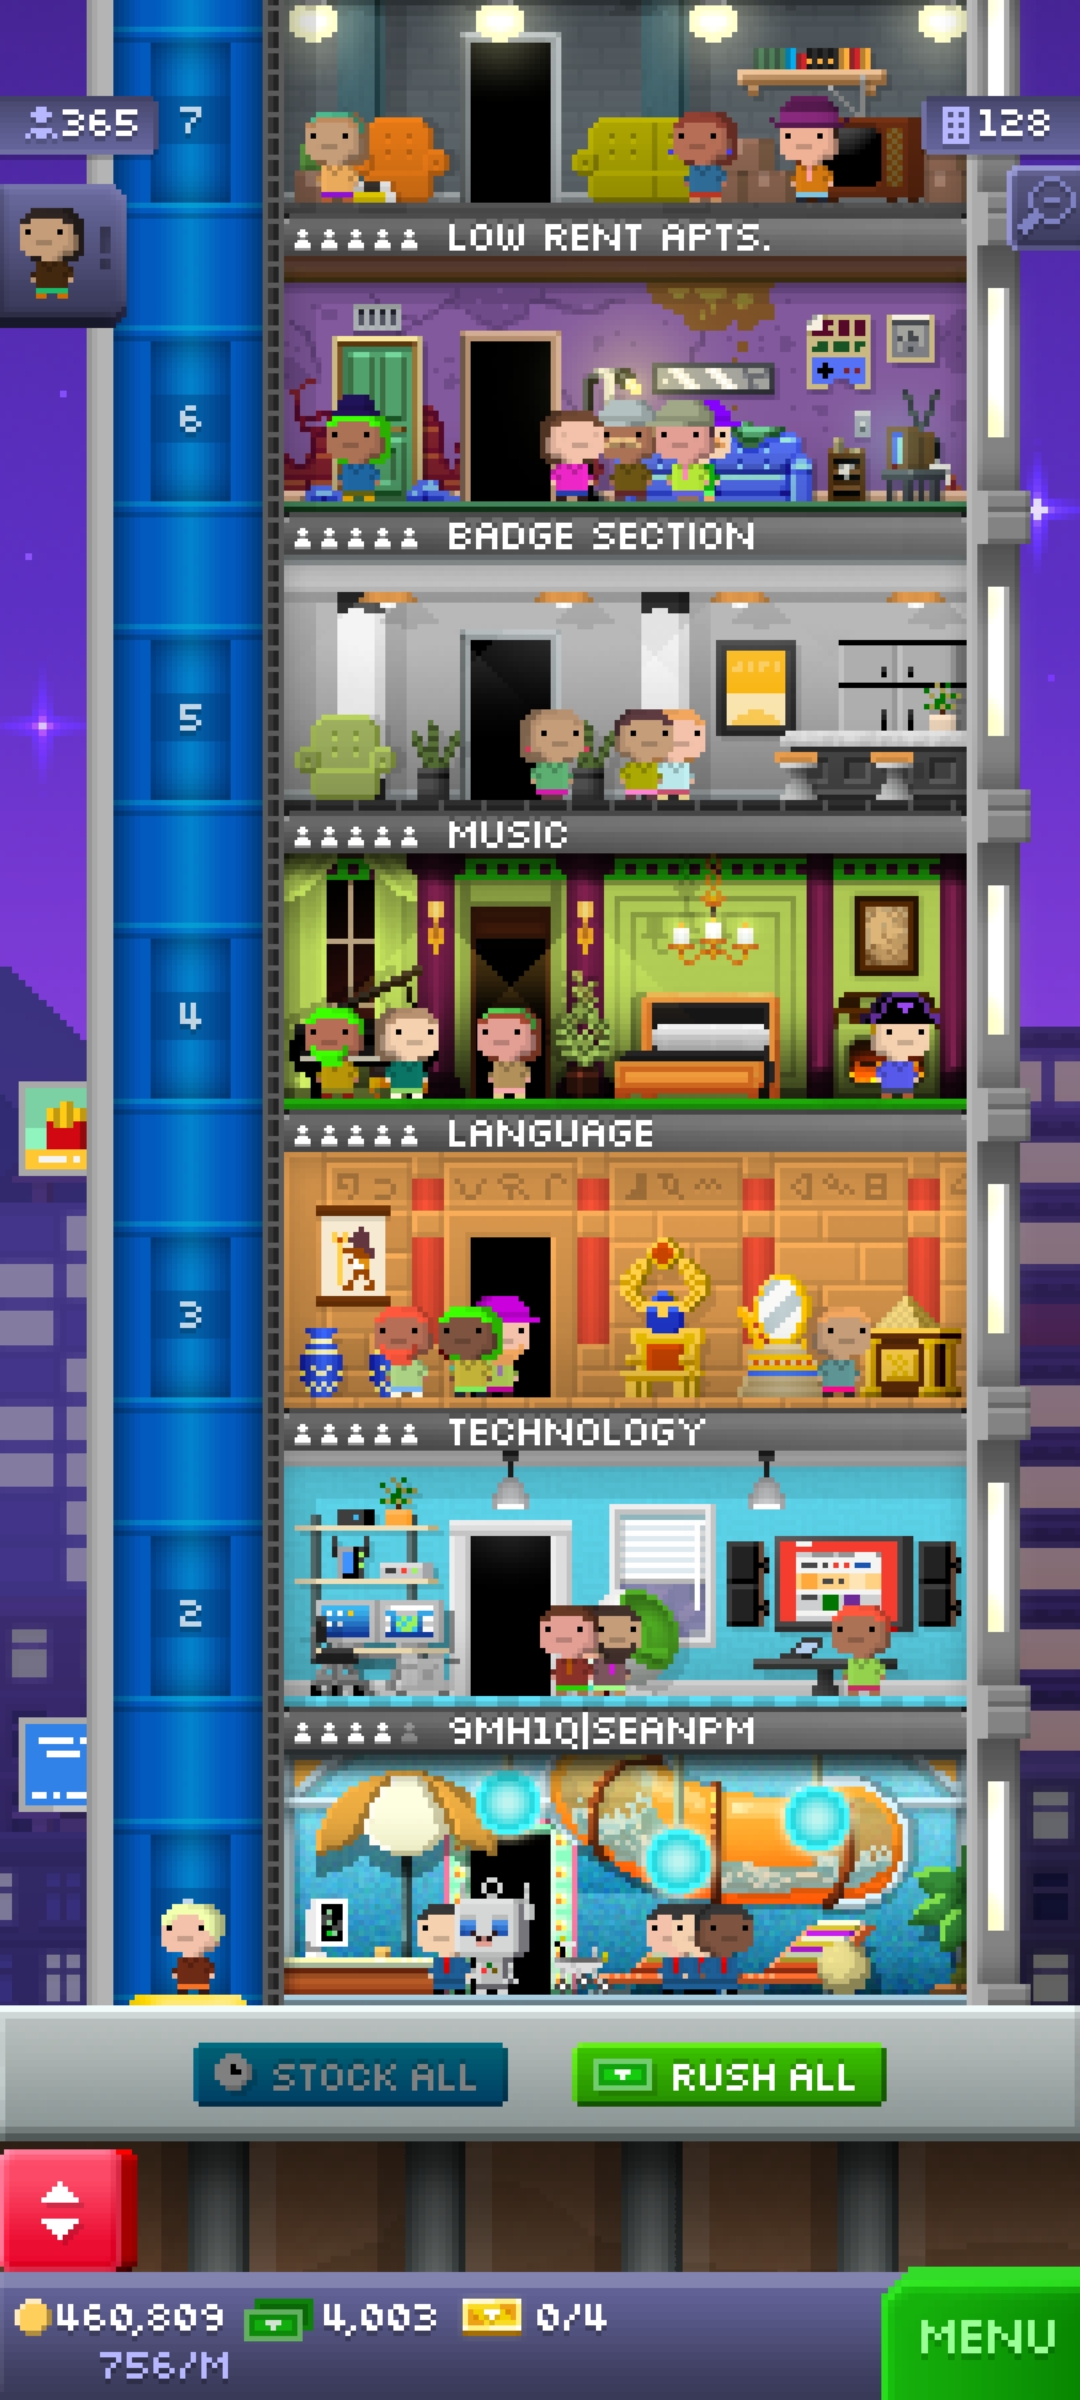 365
7
128
LOW RENT APTS.
6
BADGE SECTION
5
MUSIC
4
LANGUAGE
3
TECHNOLOGY
2
9MH1Q|SEANPM
STOCK ALL
RUSH ALL
460,809
4,003
0/4
756/M
MENU